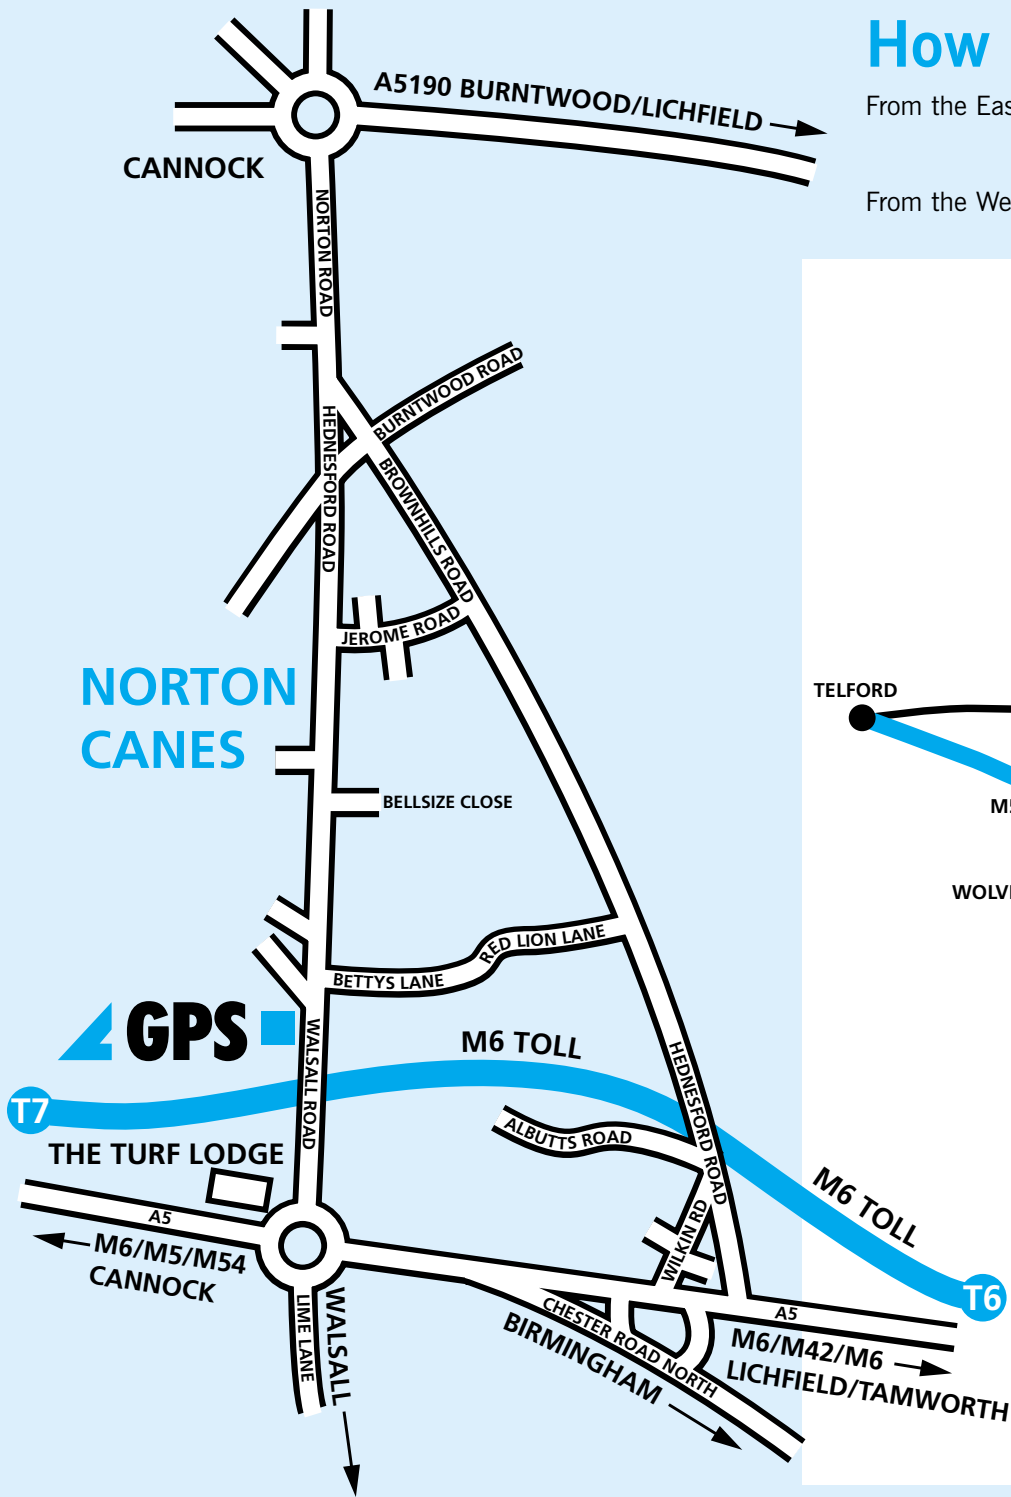 How
From the Eas
From the We
A5190 BURNTWOOD/LICHFIELD
CANNOCK
NORTON ROAD
BURNTWOOD ROAD
HEDNESFORD ROAD
BROWNHILLS ROAD
JEROME ROAD
NORTON
CANES
TELFORD
M5
BELLSIZE CLOSE
WOLV
RED LION LANE
BETTYS LANE
GPS
WALSALL ROAD
M6 TOLL
HEDNESFORD ROAD
T7
ALBUTTS ROAD
THE TURF LODGE
M6 TOLL
WILKIN RD
A5
M6/M5/M54
CANNOCK
T6
LIME LANE
WALSALL
CHESTER ROAD NORTH
BIRMINGHAM
A5
M6/M42/M6
LICHFIELD/TAMWORTH